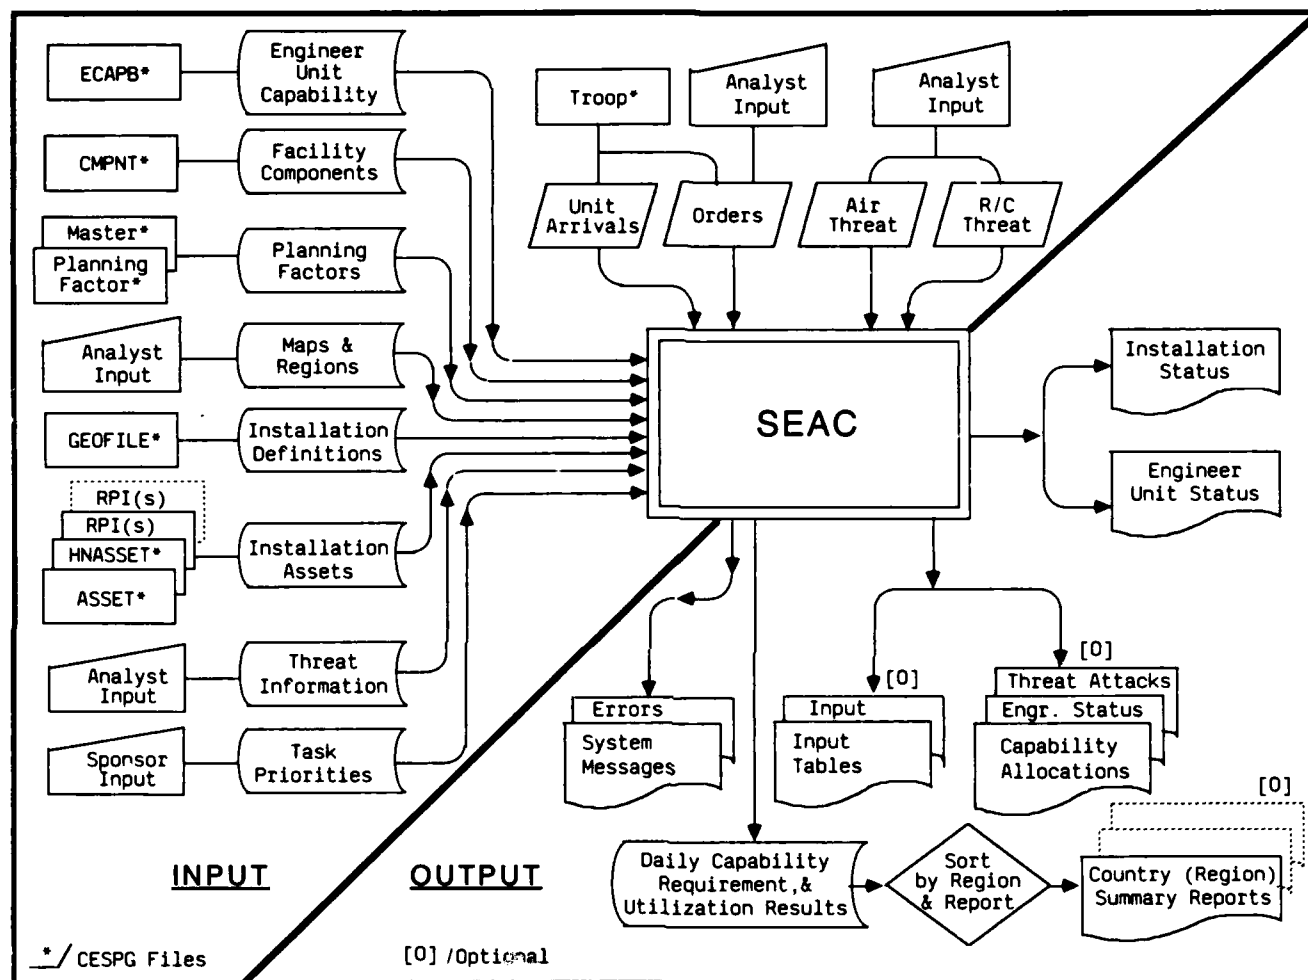 ECAPB*
Engineer
Unit
Capability
CMPNT*
Facility
Components
Master*
Planning
Factor*
Planning
Factors
Analyst
Input
Maps &
Regions
GEOFILE*
Installation
Definitions
RPI(s)
RPI(s)
HNASSET*
ASSET*
Installation
Assets
Analyst
Input
Threat
Information
Sponsor
Input
Task
Priorities
Troop*
Analyst
Input
Analyst
Input
Unit
Arrivals
Orders
Air
Threat
R/C
Threat
SEAC
Installation
Status
Engineer
Unit Status
Errors
System
Messages
[O]
Input
Input
Tables
[O]
Threat Attacks
Engr. Status
Capability
Allocations
[O]
Daily Capability
Requirement,&
Utilization Results
Sort
by Region
& Report
Country (Region)
Summary Reports
INPUT
OUTPUT
*/ CESPG Files
[O] /Optional